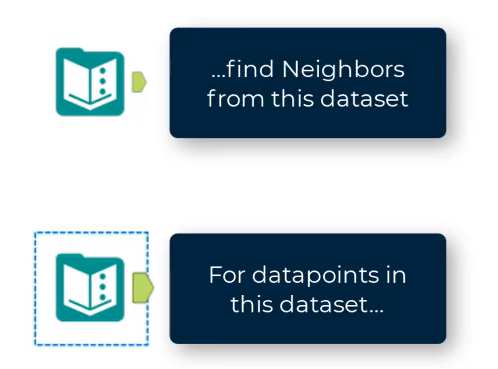 ...find Neighbors
from this dataset
For datapoints in
this dataset...